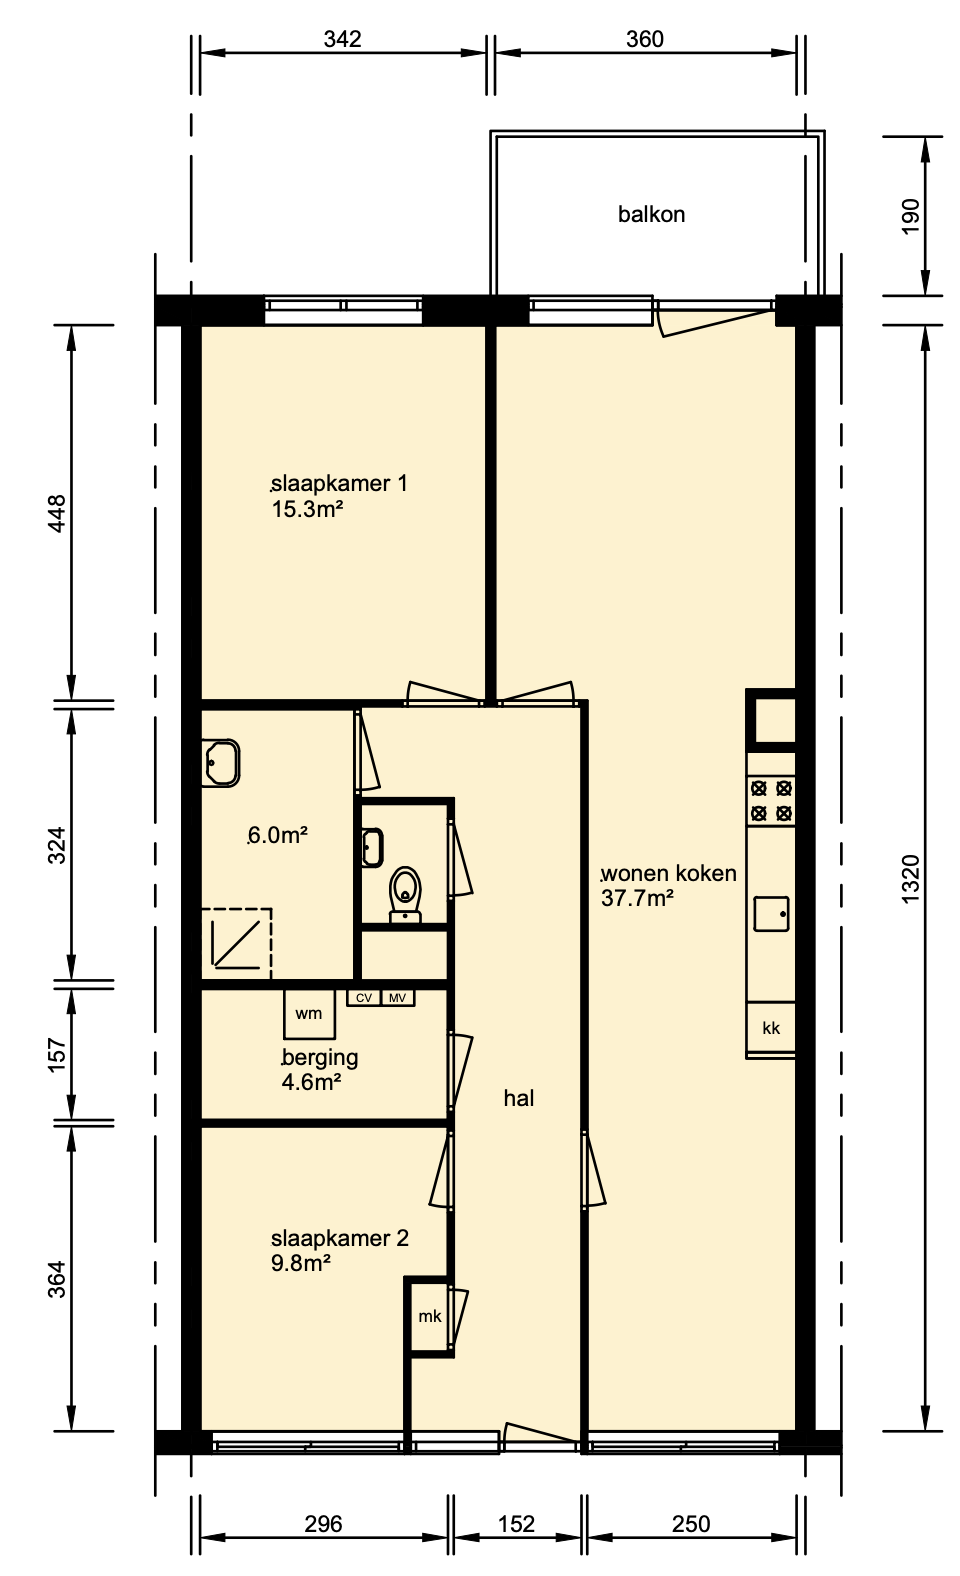 342
360
balkon
190
slaapkamer 1
15.3m²
448
324
6.0m²
wonen koken
37.7m²
1320
CV
MV
wm
kk
berging
4.6m²
157
hal
slaapkamer 2
9.8m²
364
mk
296
152
250